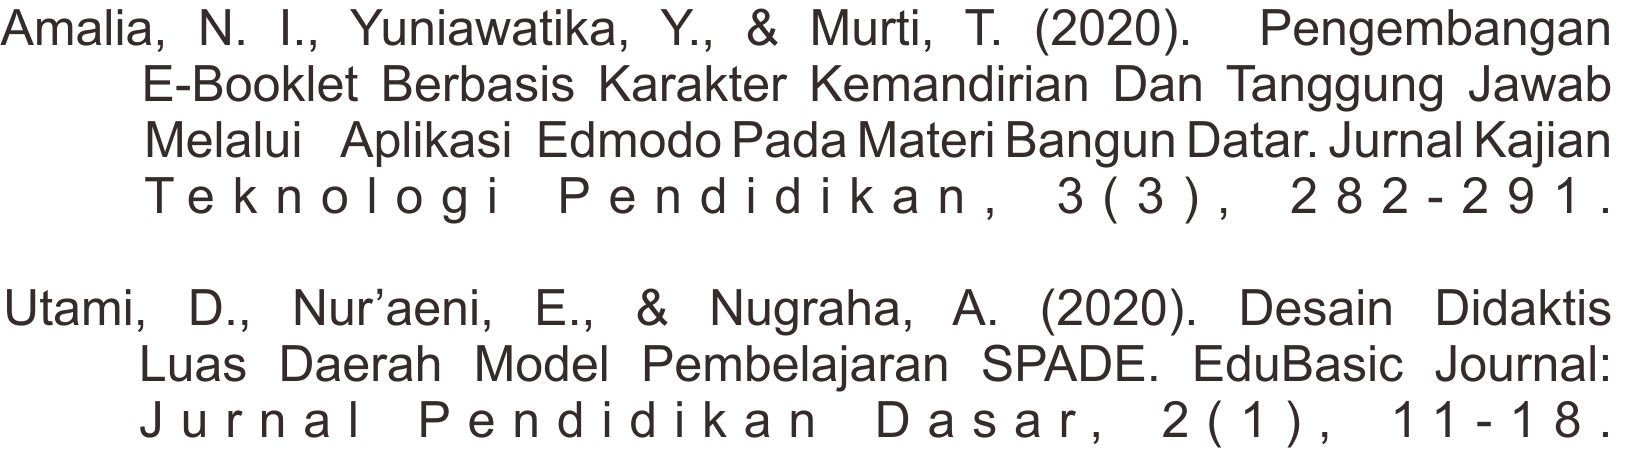 Amalia, N. I., Yuniawatika, Y., & Murti, T. (2020). Pengembangan
E-Booklet Berbasis Karakter Kemandirian Dan Tanggung Jawab
Melalui Aplikasi Edmodo Pada Materi Bangun Datar. Jurnal Kajian
Teknologi Pendidikan, 3(3), 282-291.
Utami, D., Nur’aeni, E., & Nugraha, A. (2020). Desain Didaktis
Luas Daerah Model Pembelajaran SPADE. EduBasic Journal:
Jurnal Pendidikan Dasar, 2(1), 11-18.